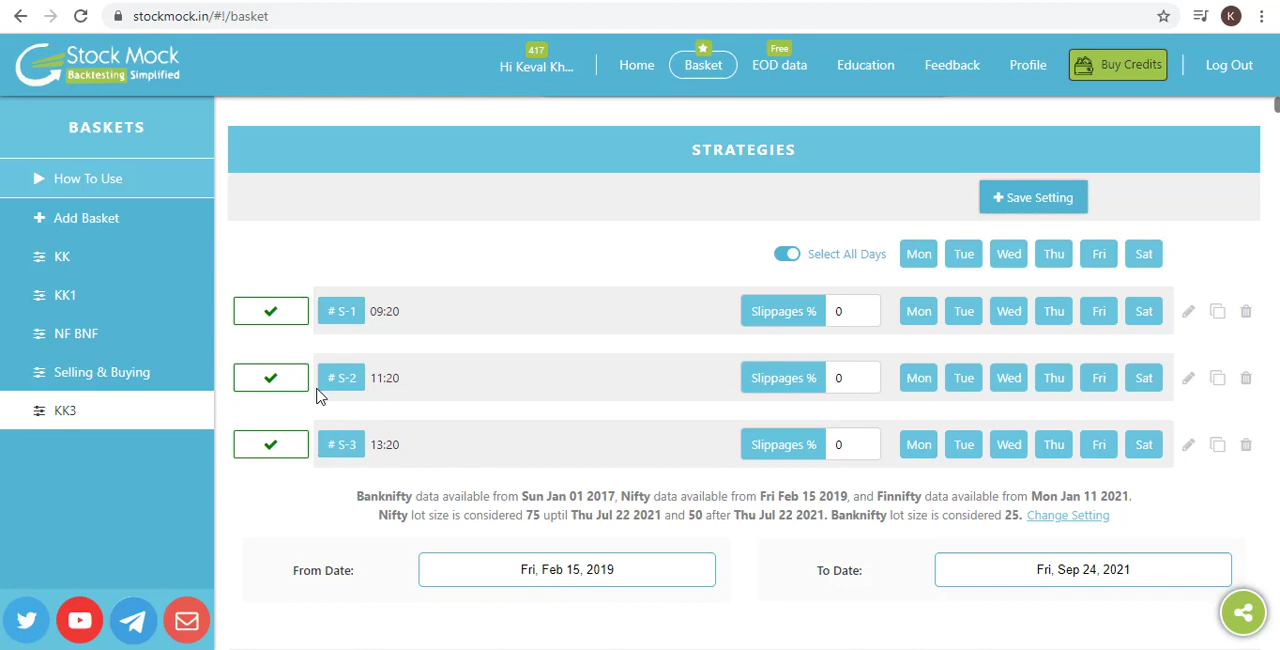 stockmock.in/#!/basket
K
Stock Mock
Backtesting Simplified
417
Hi Keval Kh...
Home
Basket
Free
EOD data
Education
Feedback
Profile
Buy Credits
Log Out
BASKETS
How To Use
Add Basket
KK
KK1
NF BNF
Selling & Buying
KK3
STRATEGIES
+ Save Setting
Select All Days Mon Tue Wed Thu Fri Sat
# S-1 09:20 Slippages % 0 Mon Tue Wed Thu Fri Sat
# S-2 11:20 Slippages % 0 Mon Tue Wed Thu Fri Sat
# S-3 13:20 Slippages % 0 Mon Tue Wed Thu Fri Sat
Banknifty data available from Sun Jan 01 2017, Nifty data available from Fri Feb 15 2019, and Finnifty data available from Mon Jan 11 2021.
Nifty lot size is considered 75 uptil Thu Jul 22 2021 and 50 after Thu Jul 22 2021. Banknifty lot size is considered 25. Change Setting
From Date: Fri, Feb 15, 2019
To Date: Fri, Sep 24, 2021